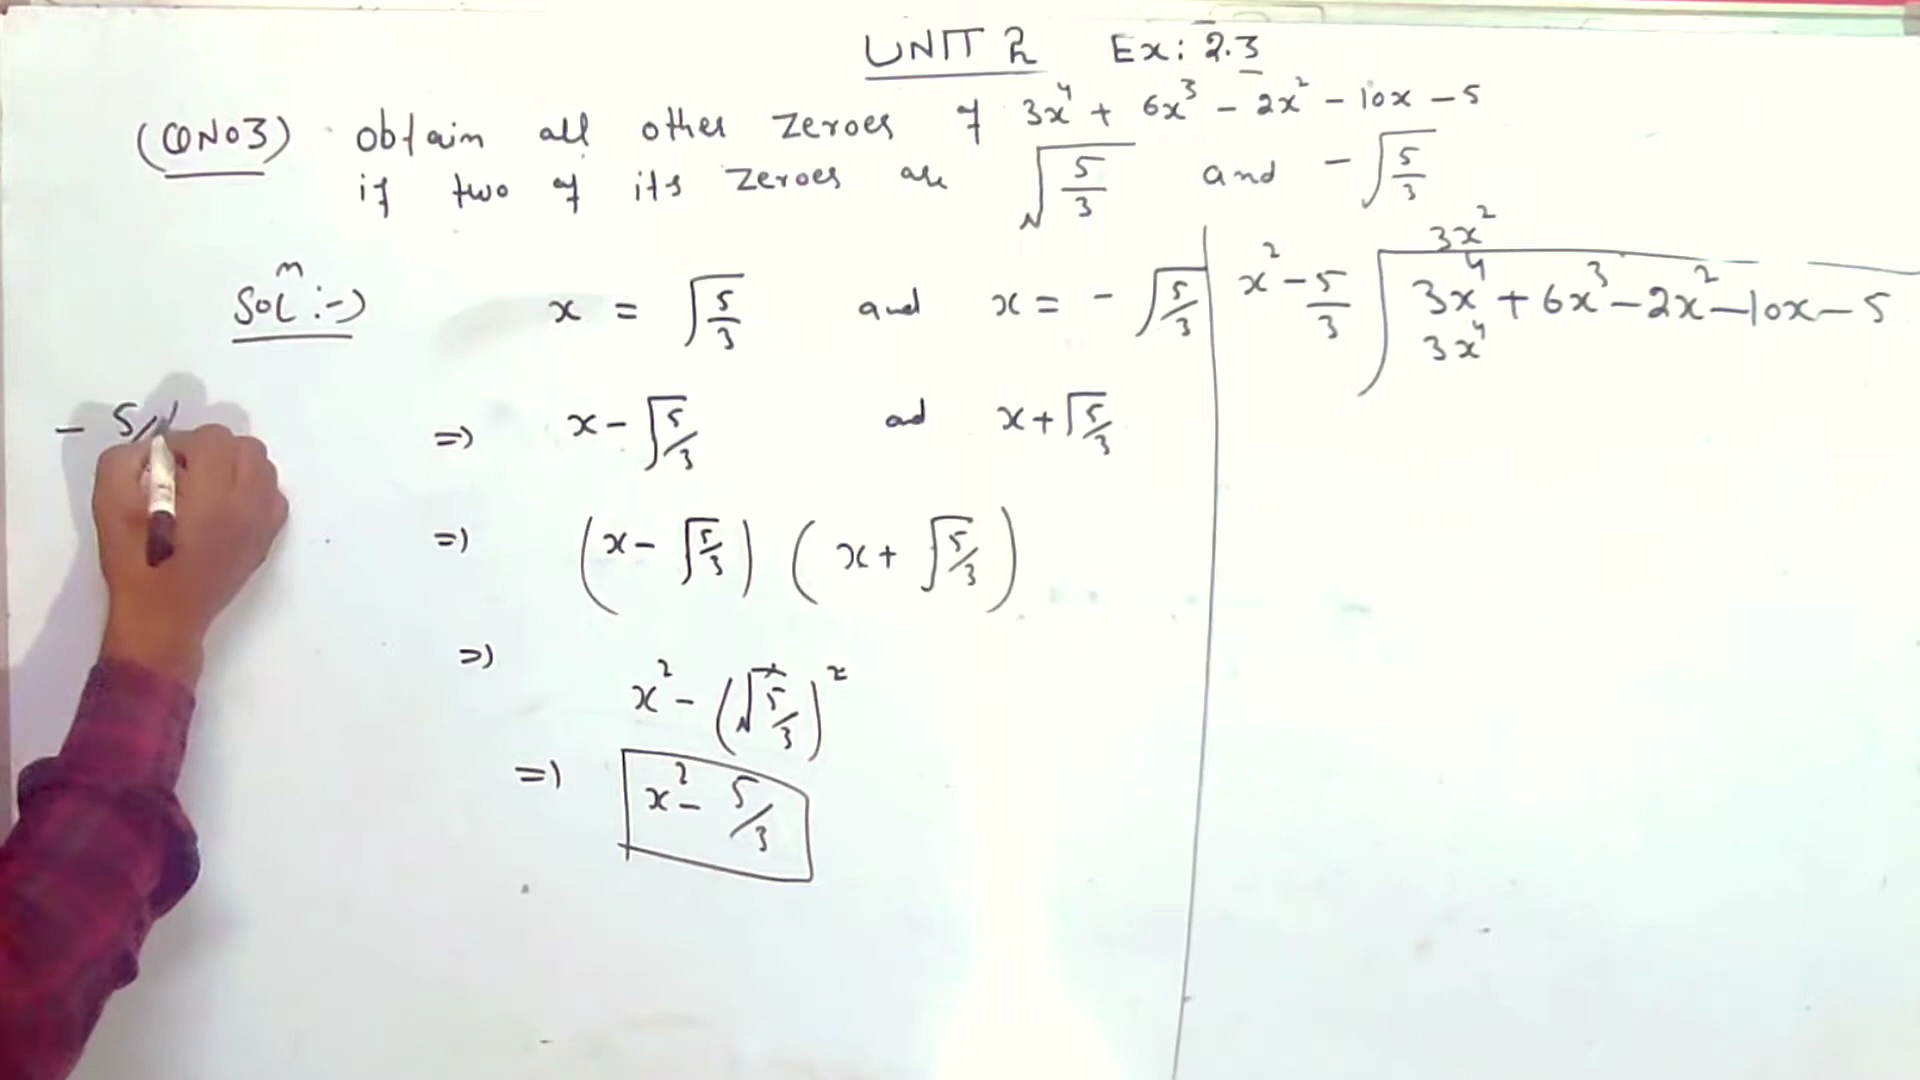 UNIT 2 Ex: 2.3
(QNO3) obtain all other zeroes of 3x⁴ + 6x³ - 2x² - 10x - 5
if two of its zeroes are √(5/3) and -√(5/3)
Solⁿ :-) x = √(5/3) and x = -√(5/3)
=) x - √(5/3) and x + √(5/3)
=) (x - √(5/3)) (x + √(5/3))
=) x² - (√(5/3))²
=) x² - 5/3
- 5/
3x²
x² - 5/3 3x⁴ + 6x³ - 2x² - 10x - 5
3x⁴